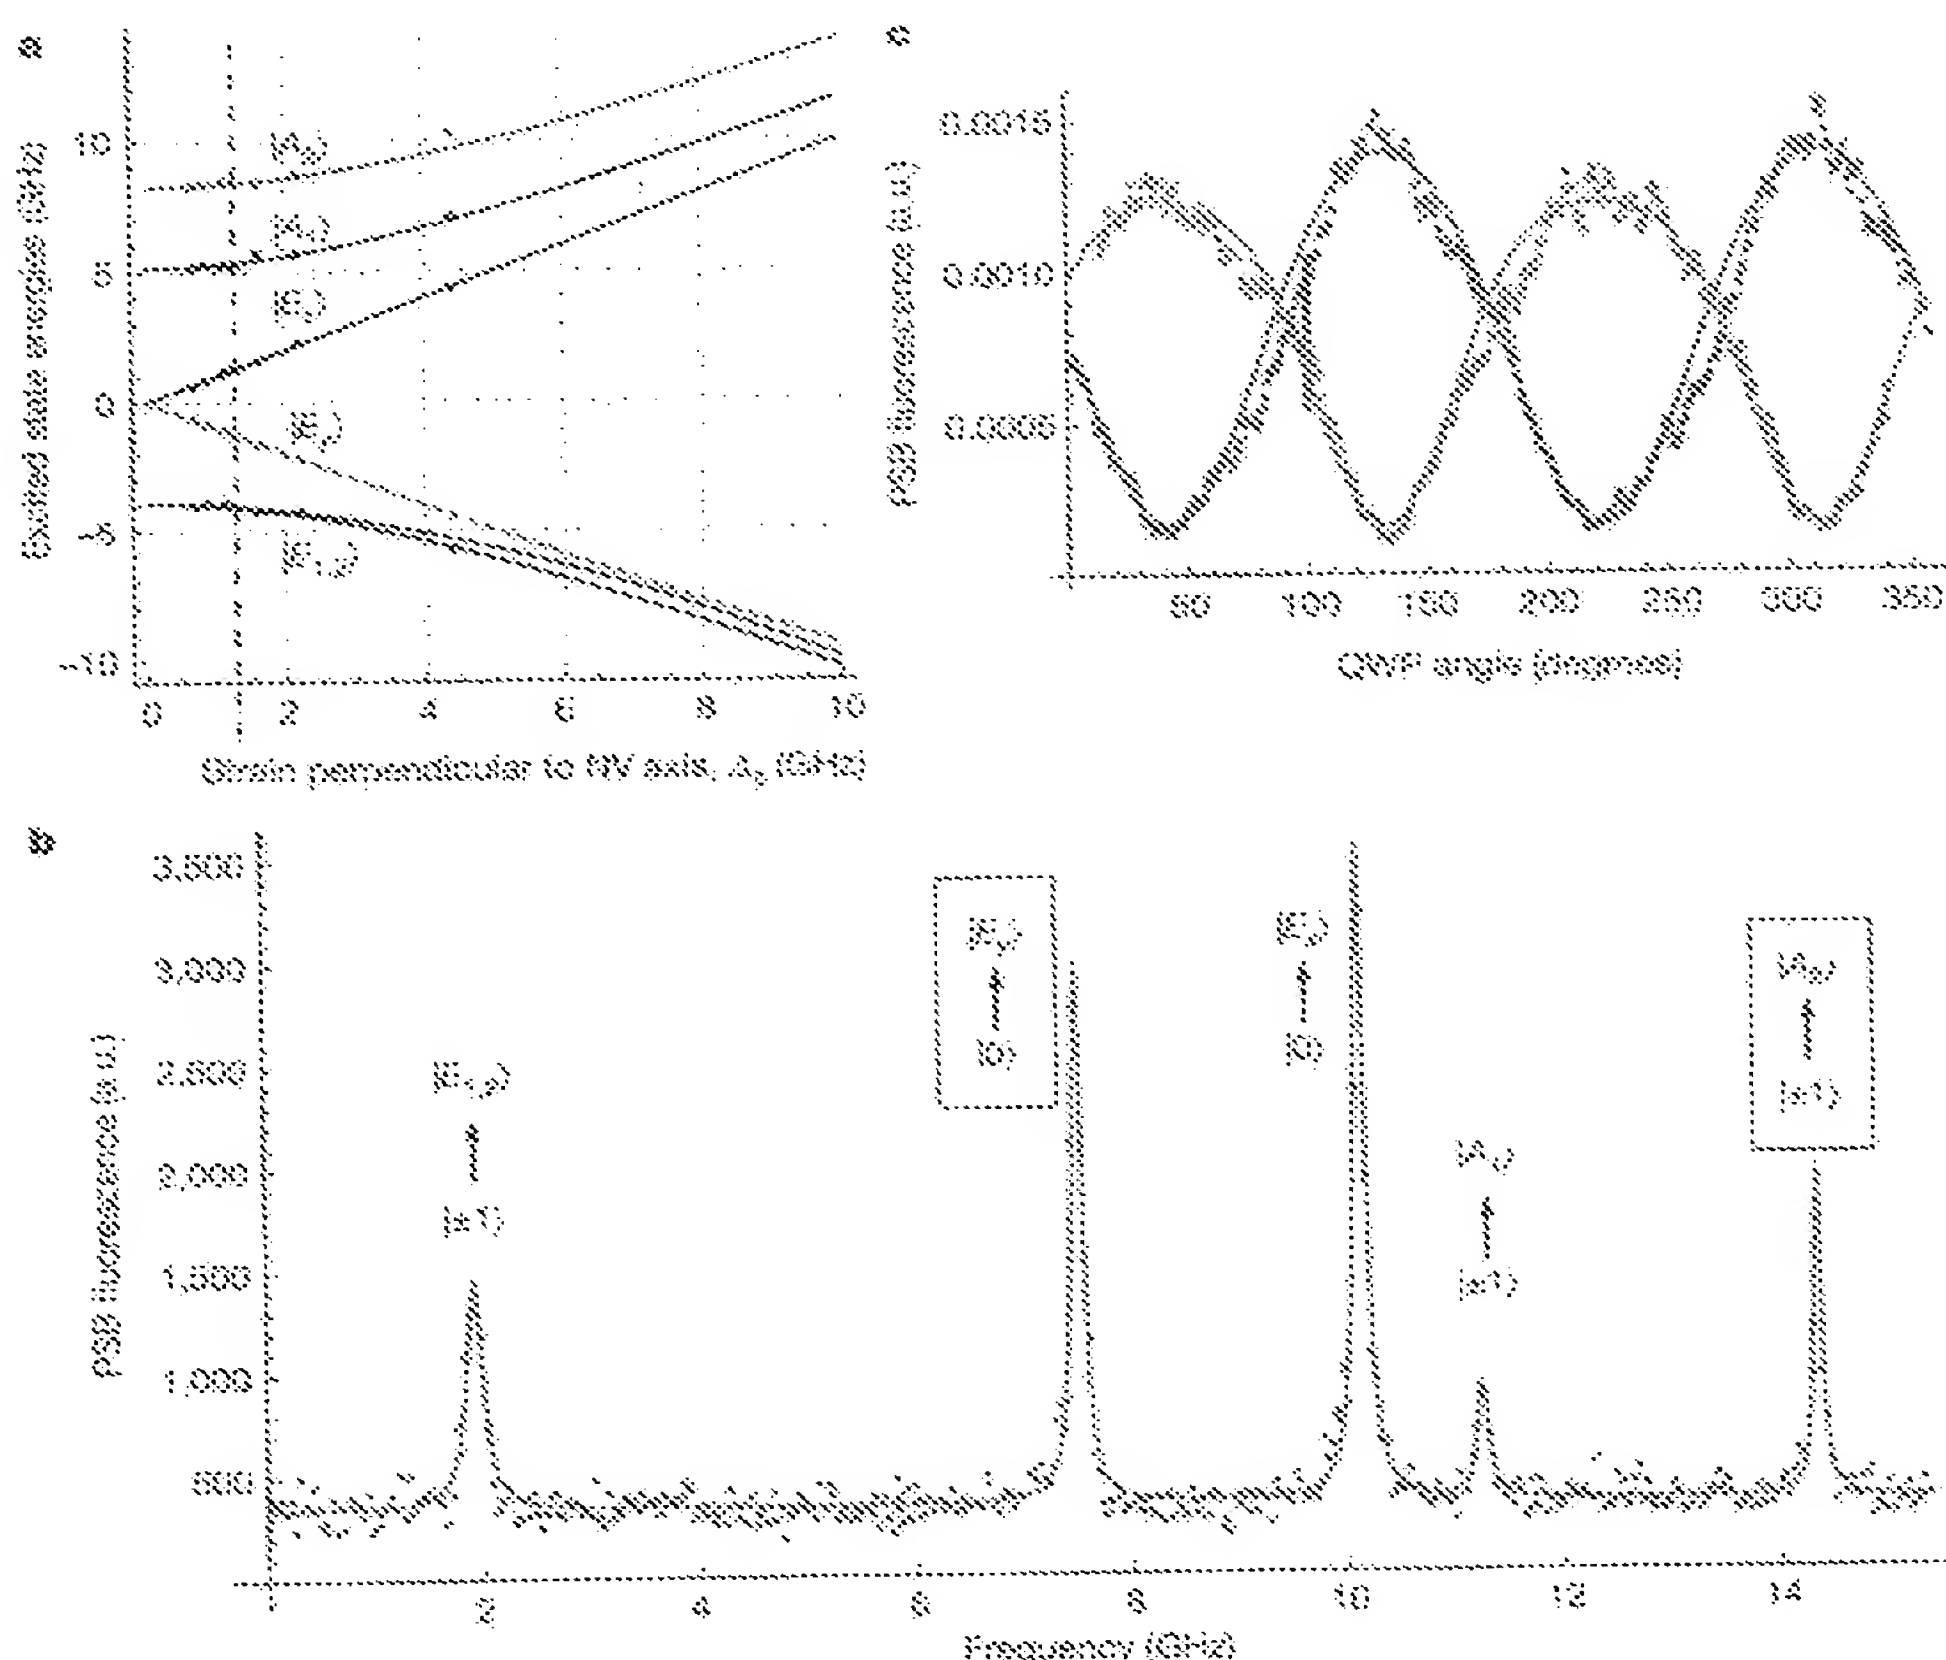 a
Excited state energies (GHz)
10
5
0
-5
-10
|A₂⟩
|A₁⟩
|Eₓ⟩
|E₁,₂⟩
0
2
4
6
8
10
Strain perpendicular to NV axis, Δ₀ (GHz)
c
PSB fluorescence (a.u.)
0.0015
0.0010
0.0005
50
100
150
200
250
300
350
QWP angle (degrees)
PSB fluorescence (a.u.)
3,500
3,000
2,500
2,000
1,500
1,000
500
|E₁,₂⟩
|±1⟩
|0⟩
|0⟩
|A₁⟩
|±1⟩
|A₂⟩
|±1⟩
2
4
6
8
10
12
14
Frequency (GHz)